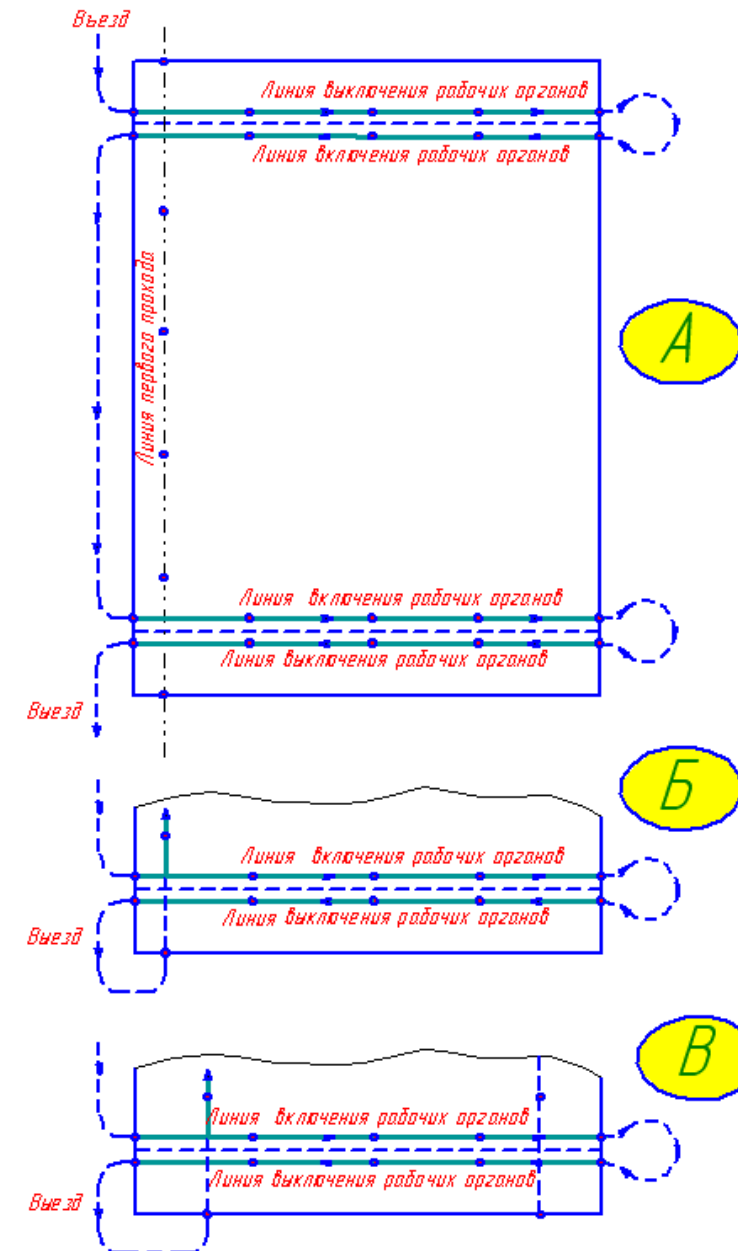 Въезд
Линия выключения рабочих органов
Линия включения рабочих органов
Линия первого прохода
А
Линия включения рабочих органов
Линия выключения рабочих органов
Выезд
Б
Линия включения рабочих органов
Линия выключения рабочих органов
Выезд
В
Линия включения рабочих органов
Линия выключения рабочих органов
Выезд